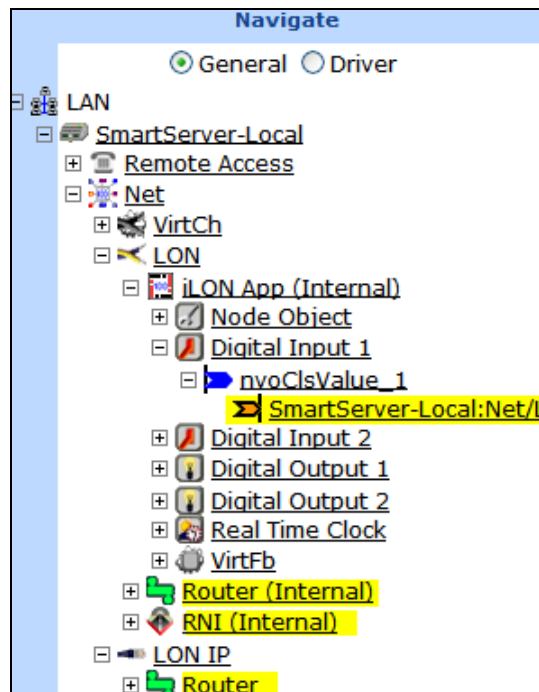 Navigate
General Driver
LAN
SmartServer-Local
Remote Access
Net
VirtCh
LON
iLON App (Internal)
Node Object
Digital Input 1
nvoClsValue_1
SmartServer-Local:Net/L
Digital Input 2
Digital Output 1
Digital Output 2
Real Time Clock
VirtFb
Router (Internal)
RNI (Internal)
LON IP
Router